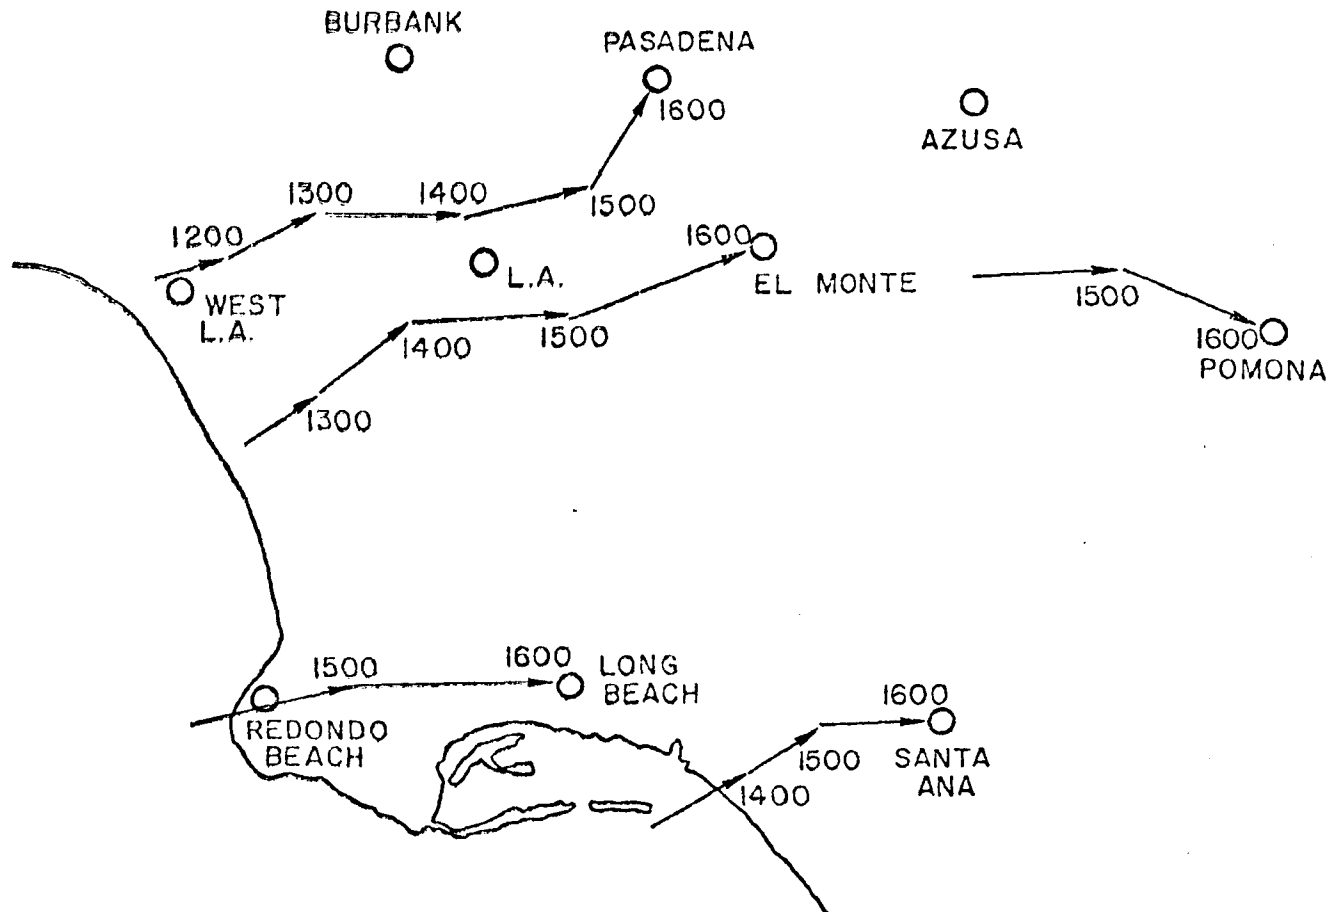 BURBANK
PASADENA
1600
AZUSA
1300
1400
1500
1200
1600
L.A.
EL MONTE
WEST
L.A.
1500
1400
1500
1600
POMONA
1300
1500
1600
LONG
BEACH
1600
REDONDO
BEACH
1500
SANTA
ANA
1400